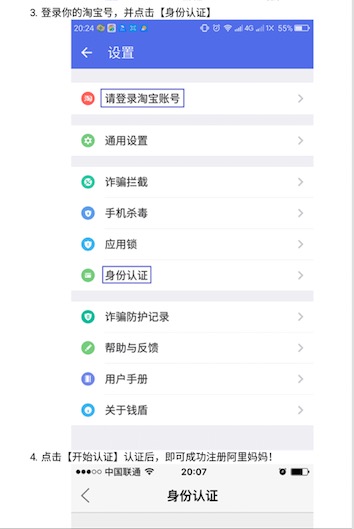 3. 登录你的淘宝号，并点击【身份认证】
20:24 4G 1X 55%
← 设置
淘 请登录淘宝账号
通用设置
诈骗拦截
手机杀毒
应用锁
身份认证
诈骗防护记录
帮助与反馈
用户手册
关于钱盾
4. 点击【开始认证】认证后，即可成功注册阿里妈妈！
中国联通 20:07
身份认证